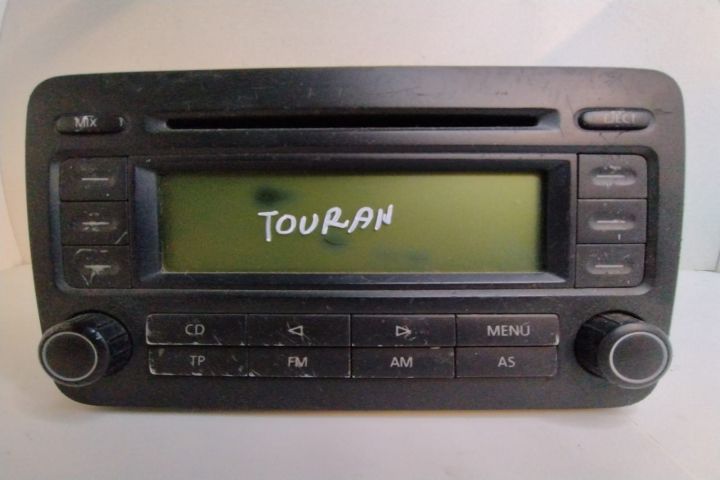 MIX
EJECT
TOURAN
CD
MENÚ
TP FM AM AS